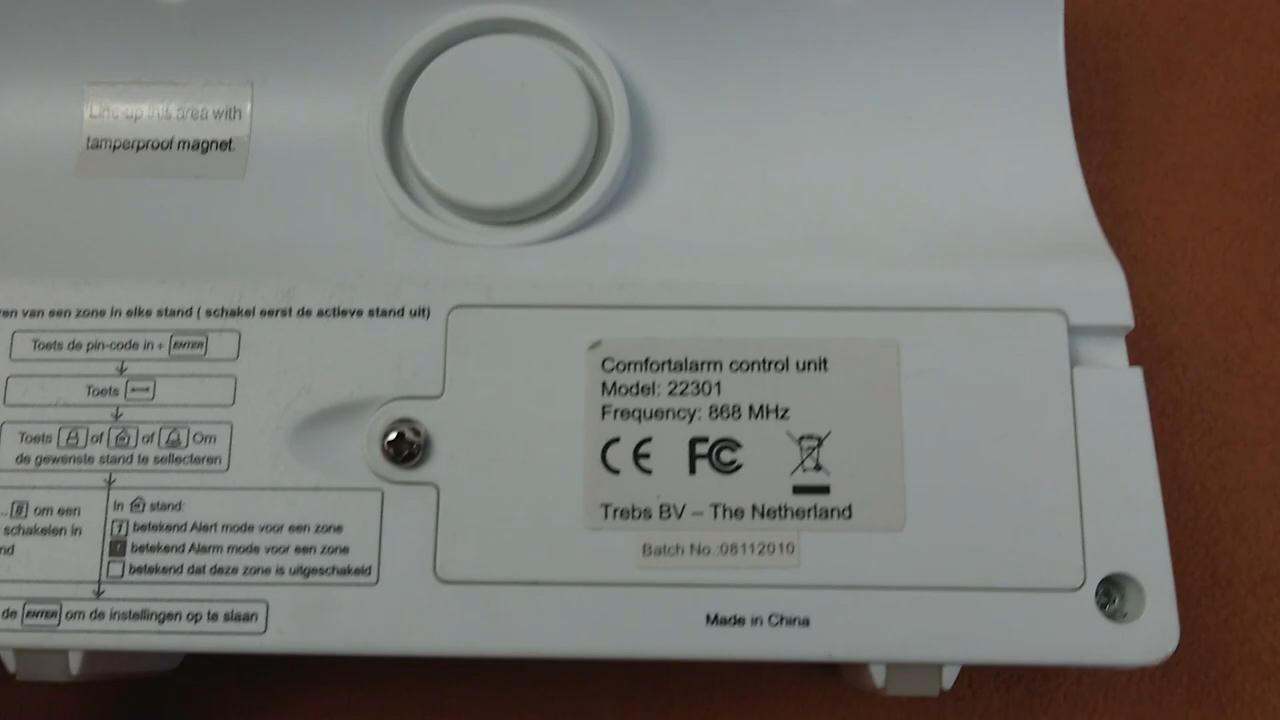 Line-up this area with
tamperproof magnet.
en van een zone in elke stand ( schakel eerst de actieve stand uit)
Toets de pin-code in + ENTER
Toets
Toets of of Om
de gewenste stand te sellecteren
..8 om een
schakelen in
nd
In stand:
! betekend Alert mode voor een zone
! betekend Alarm mode voor een zone
betekend dat deze zone is uitgeschakeld
de ENTER om de instellingen op te slaan
Comfortalarm control unit
Model: 22301
Frequency: 868 MHz
CE FC
Trebs BV – The Netherland
Batch No.:08112010
Made in China